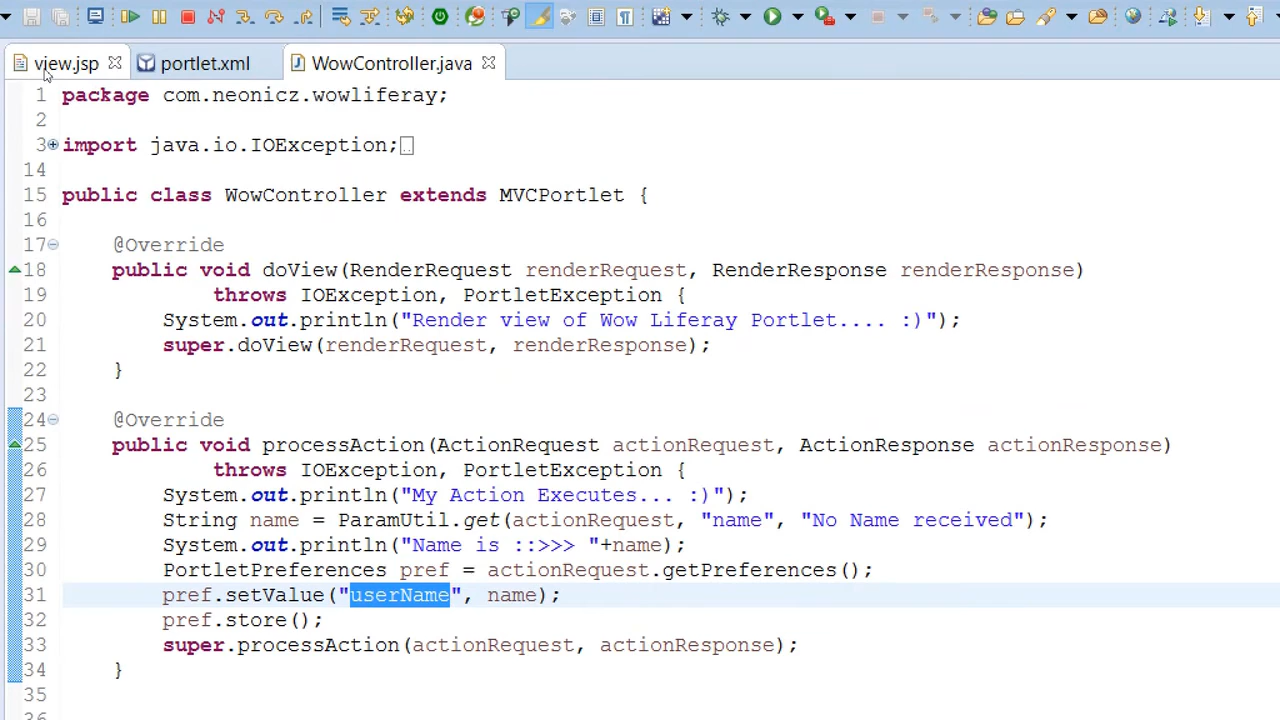 view.jsp portlet.xml WowController.java
1 package com.neonicz.wowliferay;
2
3 import java.io.IOException;
14
15 public class WowController extends MVCPortlet {
16
17 @Override
18 public void doView(RenderRequest renderRequest, RenderResponse renderResponse)
19 throws IOException, PortletException {
20 System.out.println("Render view of Wow Liferay Portlet.... :)");
21 super.doView(renderRequest, renderResponse);
22 }
23
24 @Override
25 public void processAction(ActionRequest actionRequest, ActionResponse actionResponse)
26 throws IOException, PortletException {
27 System.out.println("My Action Executes... :)");
28 String name = ParamUtil.get(actionRequest, "name", "No Name received");
29 System.out.println("Name is ::>>> "+name);
30 PortletPreferences pref = actionRequest.getPreferences();
31 pref.setValue("userName", name);
32 pref.store();
33 super.processAction(actionRequest, actionResponse);
34 }
35
36